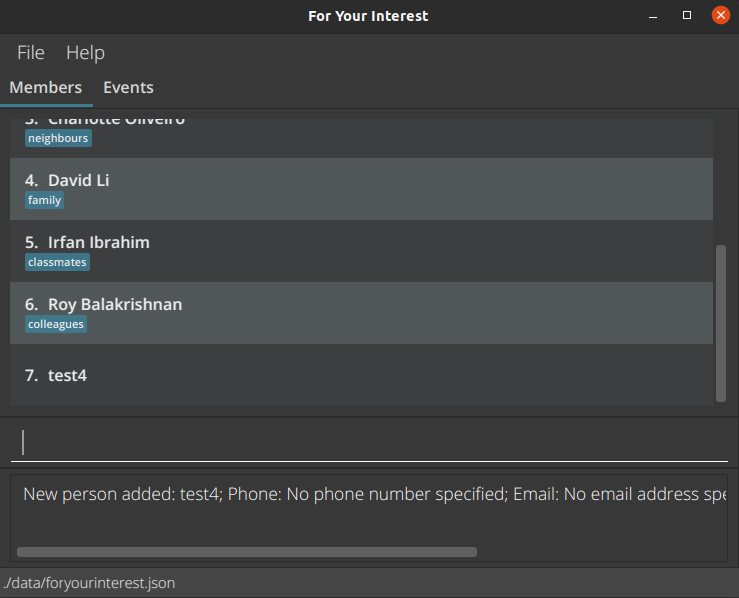 For Your Interest
File Help
Members Events
3. Charlotte Oliveiro
neighbours
4. David Li
family
5. Irfan Ibrahim
classmates
6. Roy Balakrishnan
colleagues
7. test4
New person added: test4; Phone: No phone number specified; Email: No email address spe
./data/foryourinterest.json